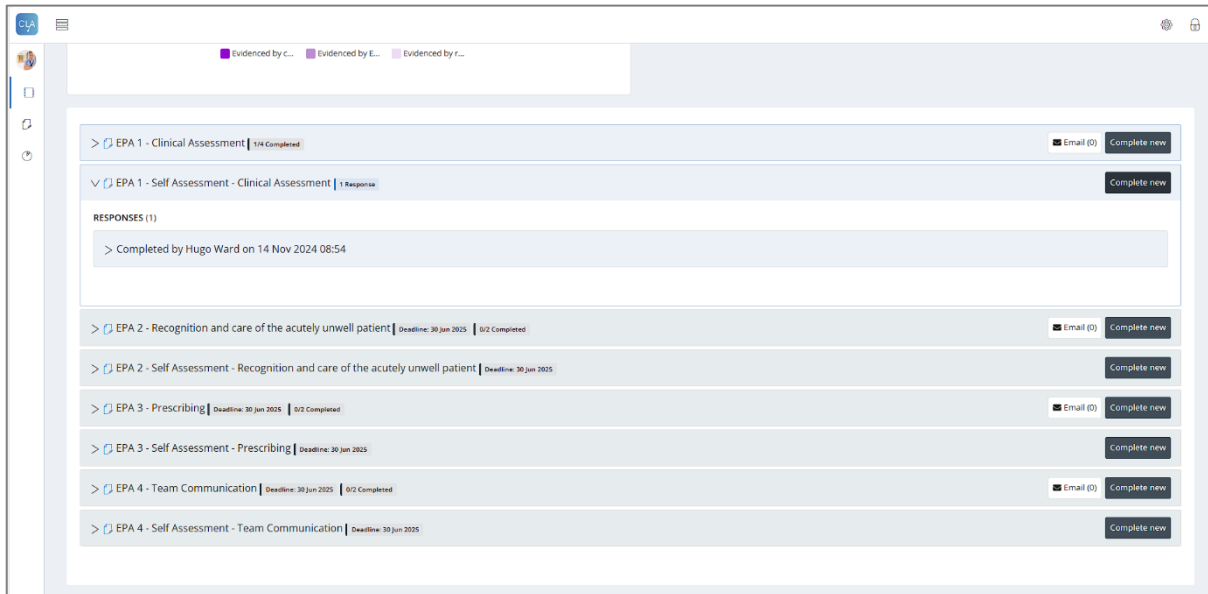 CLA
Evidenced by c... Evidenced by E... Evidenced by r...
EPA 1 - Clinical Assessment 1/4 Completed Email (0) Complete new
EPA 1 - Self Assessment - Clinical Assessment 1 Response Complete new
RESPONSES (1)
Completed by Hugo Ward on 14 Nov 2024 08:54
EPA 2 - Recognition and care of the acutely unwell patient Deadline: 30 Jun 2025 0/2 Completed Email (0) Complete new
EPA 2 - Self Assessment - Recognition and care of the acutely unwell patient Deadline: 30 Jun 2025 Complete new
EPA 3 - Prescribing Deadline: 30 Jun 2025 0/2 Completed Email (0) Complete new
EPA 3 - Self Assessment - Prescribing Deadline: 30 Jun 2025 Complete new
EPA 4 - Team Communication Deadline: 30 Jun 2025 0/2 Completed Email (0) Complete new
EPA 4 - Self Assessment - Team Communication Deadline: 30 Jun 2025 Complete new